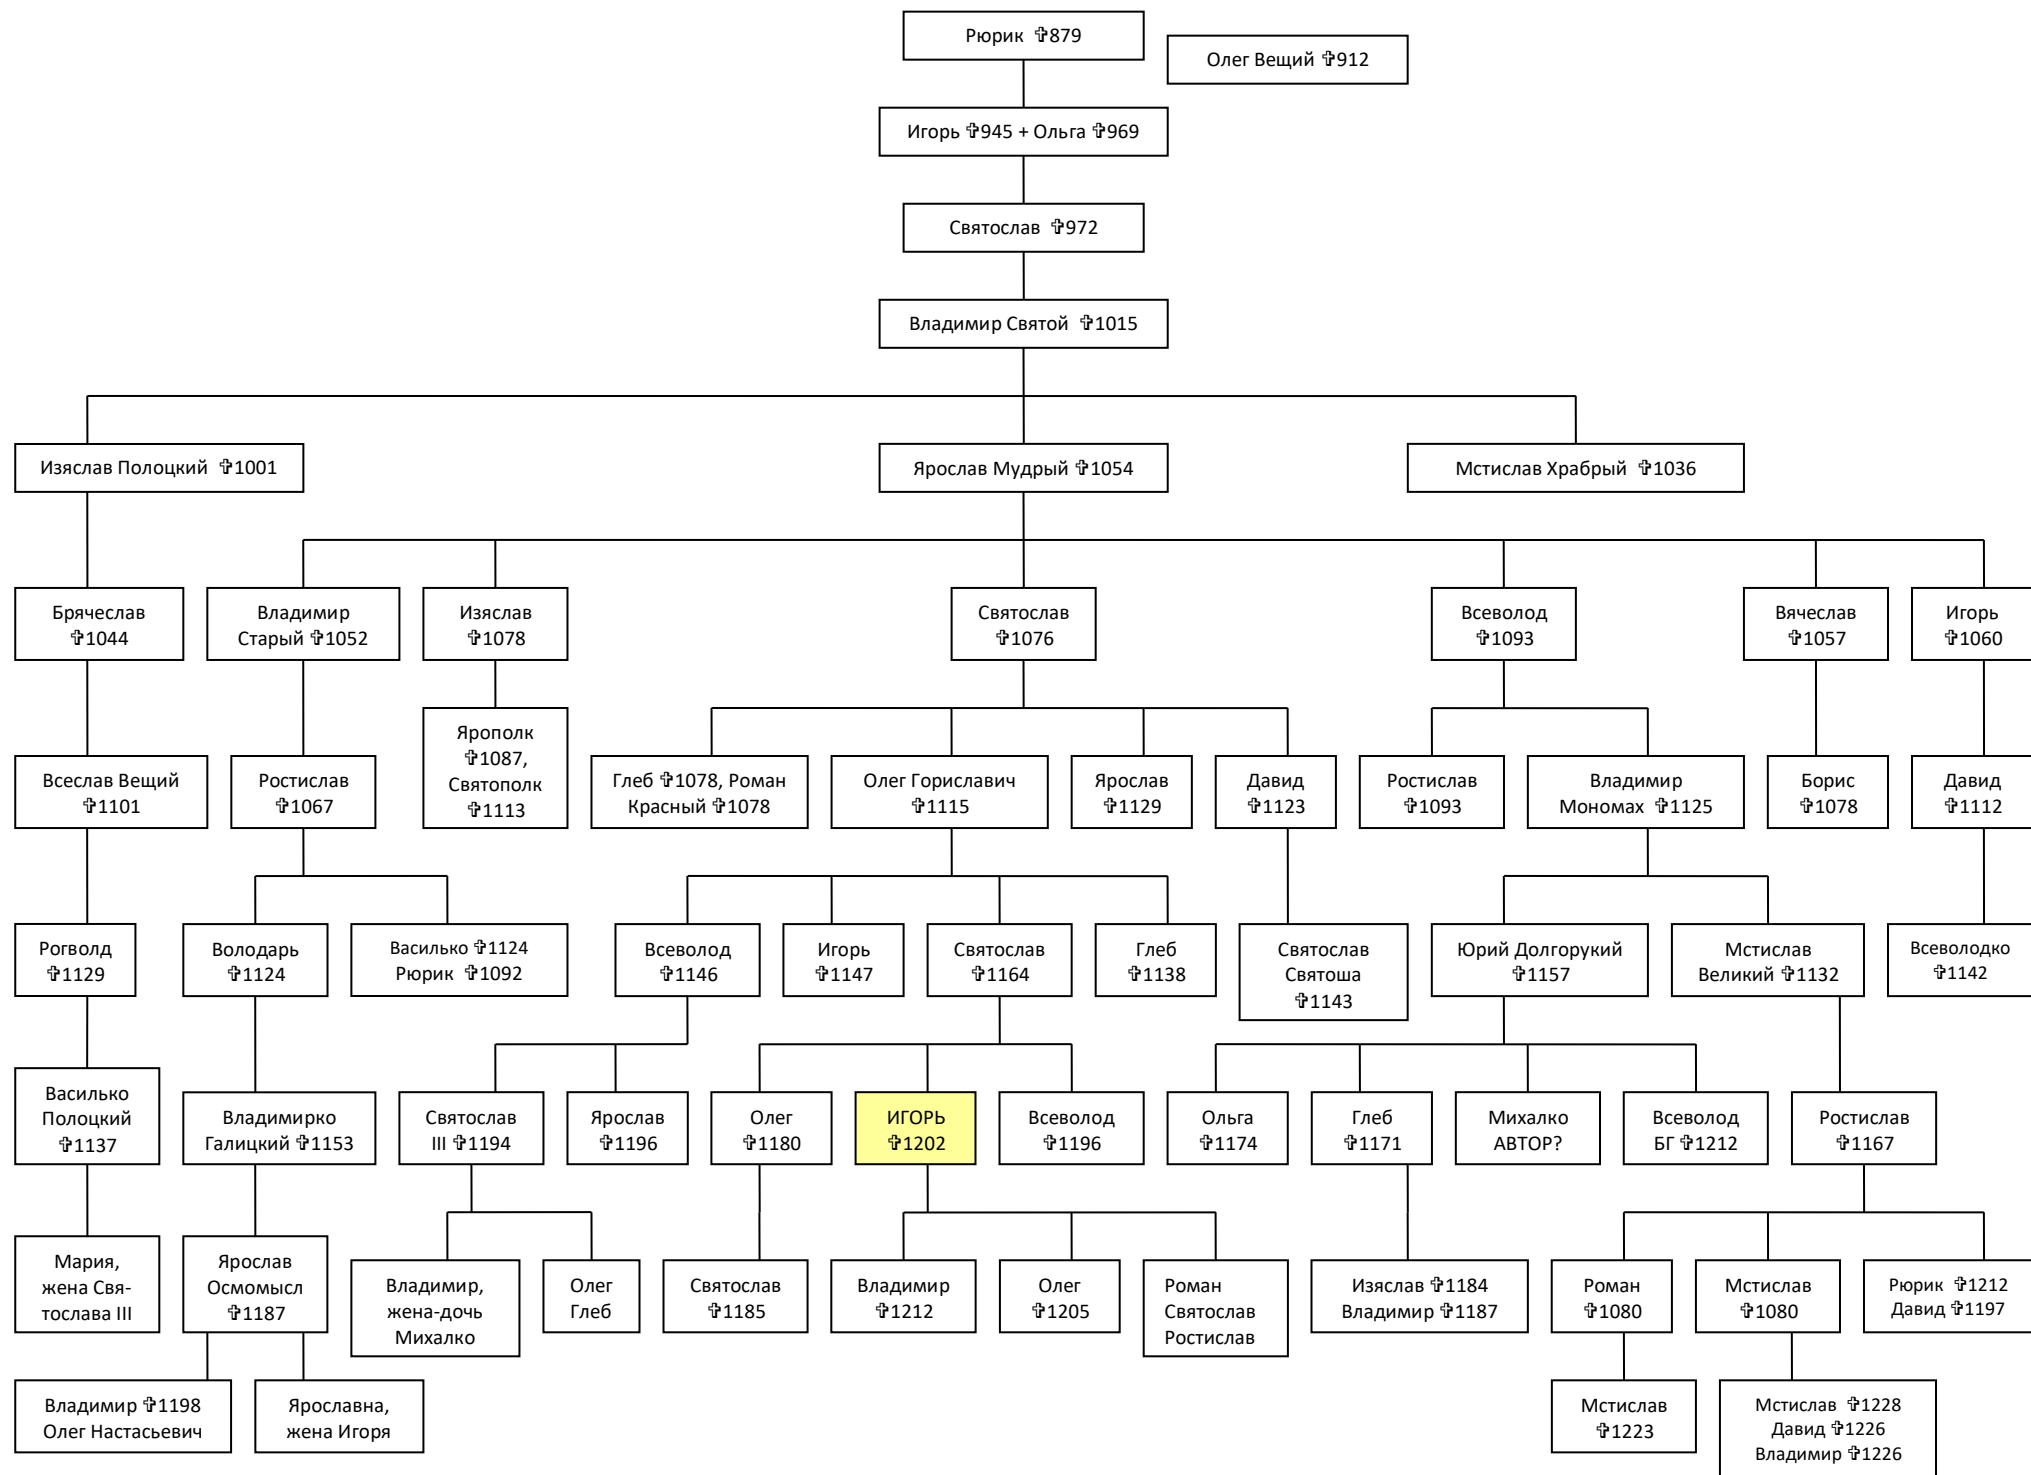 Рюрик ✞879
Олег Вещий ✞912
Игорь ✞945 + Ольга ✞969
Святослав ✞972
Владимир Святой ✞1015
Изяслав Полоцкий ✞1001
Ярослав Мудрый ✞1054
Мстислав Храбрый ✞1036
Брячеслав
✞1044
Владимир
Старый ✞1052
Изяслав
✞1078
Святослав
✞1076
Всеволод
✞1093
Вячеслав
✞1057
Игорь
✞1060
Всеслав Вещий
✞1101
Ростислав
✞1067
Ярополк
✞1087,
Святополк
✞1113
Глеб ✞1078, Роман
Красный ✞1078
Олег Гориславич
✞1115
Ярослав
✞1129
Давид
✞1123
Ростислав
✞1093
Владимир
Мономах ✞1125
Борис
✞1078
Давид
✞1112
Рогволд
✞1129
Володарь
✞1124
Василько ✞1124
Рюрик ✞1092
Всеволод
✞1146
Игорь
✞1147
Святослав
✞1164
Глеб
✞1138
Святослав
Святоша
✞1143
Юрий Долгорукий
✞1157
Мстислав
Великий ✞1132
Всеволодко
✞1142
Василько
Полоцкий
✞1137
Владимирко
Галицкий ✞1153
Святослав
III ✞1194
Ярослав
✞1196
Олег
✞1180
ИГОРЬ
✞1202
Всеволод
✞1196
Ольга
✞1174
Глеб
✞1171
Михалко
АВТОР?
Всеволод
БГ ✞1212
Ростислав
✞1167
Мария,
жена Свя-
тослава III
Ярослав
Осмомысл
✞1187
Владимир,
жена-дочь
Михалко
Олег
Глеб
Святослав
✞1185
Владимир
✞1212
Олег
✞1205
Роман
Святослав
Ростислав
Изяслав ✞1184
Владимир ✞1187
Роман
✞1080
Мстислав
✞1080
Рюрик ✞1212
Давид ✞1197
Владимир ✞1198
Олег Настасьевич
Ярославна,
жена Игоря
Мстислав
✞1223
Мстислав ✞1228
Давид ✞1226
Владимир ✞1226